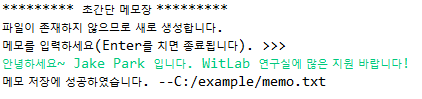 ********* 초간단 메모장 *********
파일이 존재하지 않으므로 새로 생성합니다.
메모를 입력하세요(Enter를 치면 종료됩니다). >>>
안녕하세요~ Jake Park 입니다. WitLab 연구실에 많은 지원 바랍니다!
메모 저장에 성공하였습니다. --C:/example/memo.txt